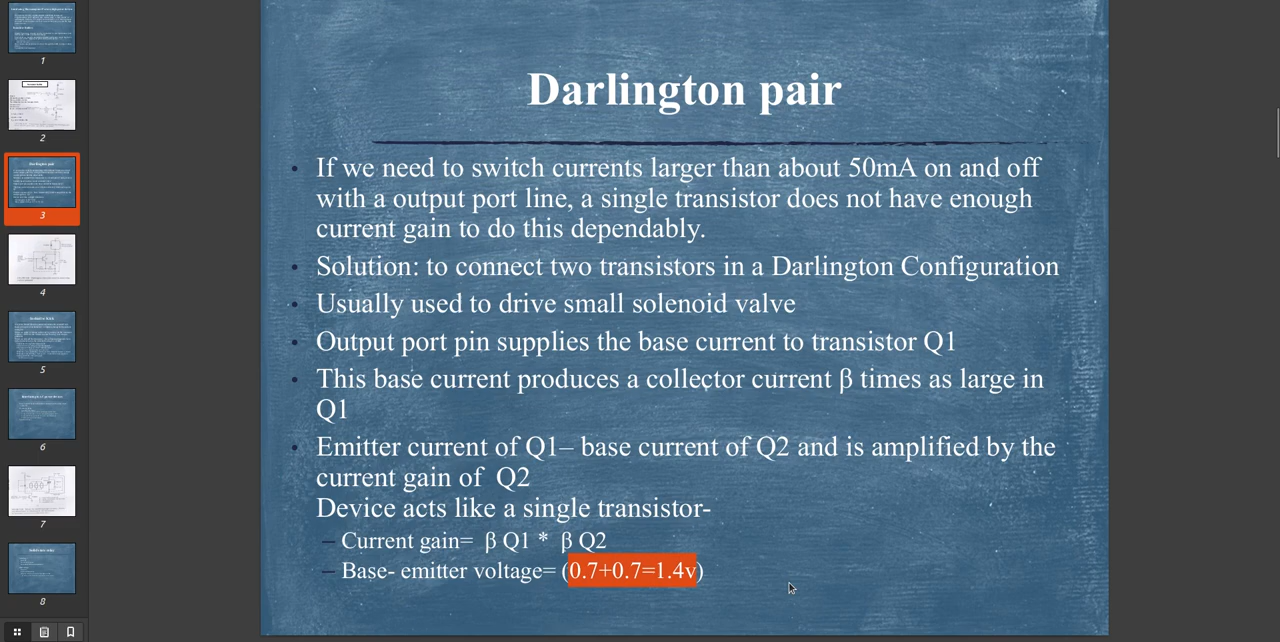 1
2
3
4
5
6
7
8
Darlington pair
• If we need to switch currents larger than about 50mA on and off
with a output port line, a single transistor does not have enough
current gain to do this dependably.
• Solution: to connect two transistors in a Darlington Configuration
• Usually used to drive small solenoid valve
• Output port pin supplies the base current to transistor Q1
• This base current produces a collector current β times as large in
Q1
• Emitter current of Q1– base current of Q2 and is amplified by the
current gain of Q2
Device acts like a single transistor-
– Current gain= β Q1 * β Q2
– Base- emitter voltage= (0.7+0.7=1.4v)